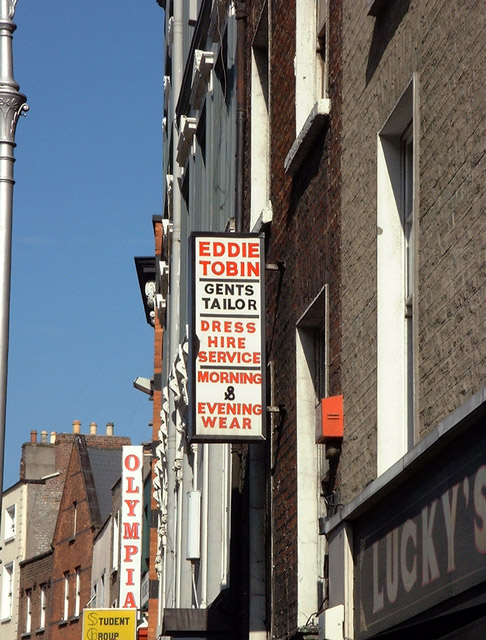 EDDIE
TOBIN
GENTS
TAILOR
DRESS
HIRE
SERVICE
MORNING
&
EVENING
WEAR
OLYMPIA
STUDENT
GROUP
LUCKY'S